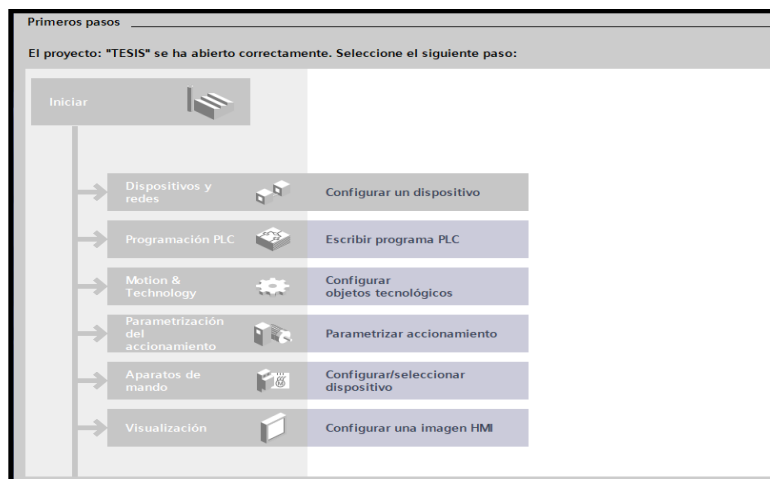 Primeros pasos
El proyecto: "TESIS" se ha abierto correctamente. Seleccione el siguiente paso:
Iniciar
Dispositivos y
redes
Configurar un dispositivo
Programación PLC
Escribir programa PLC
Motion &
Technology
Configurar
objetos tecnológicos
Parametrización
del
accionamiento
Parametrizar accionamiento
Aparatos de
mando
Configurar/seleccionar
dispositivo
Visualización
Configurar una imagen HMI